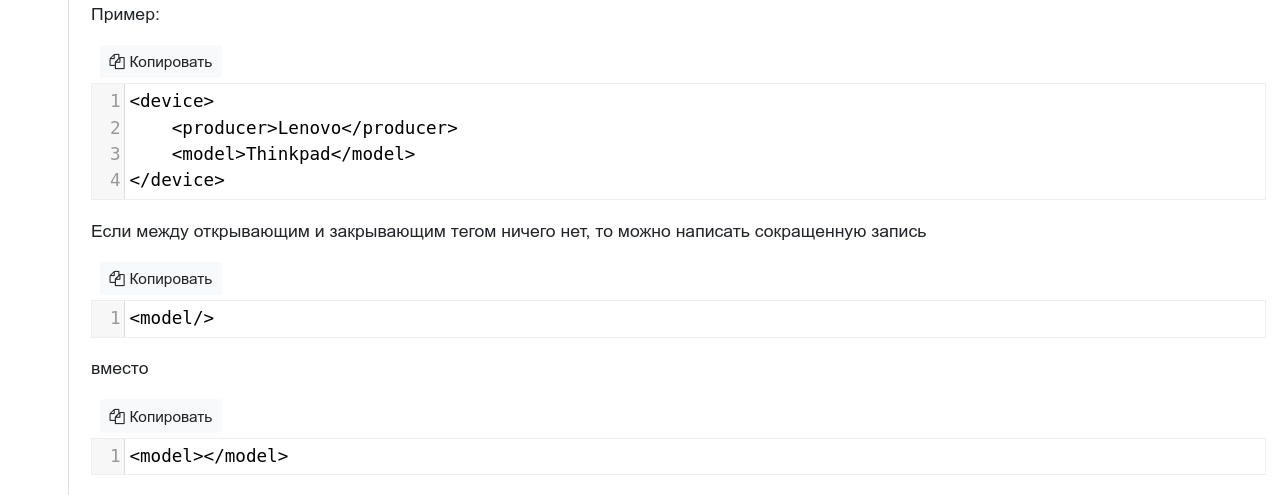 Пример:
Копировать
1 <device>
2     <producer>Lenovo</producer>
3     <model>Thinkpad</model>
4 </device>
Если между открывающим и закрывающим тегом ничего нет, то можно написать сокращенную запись
Копировать
1 <model/>
вместо
Копировать
1 <model></model>